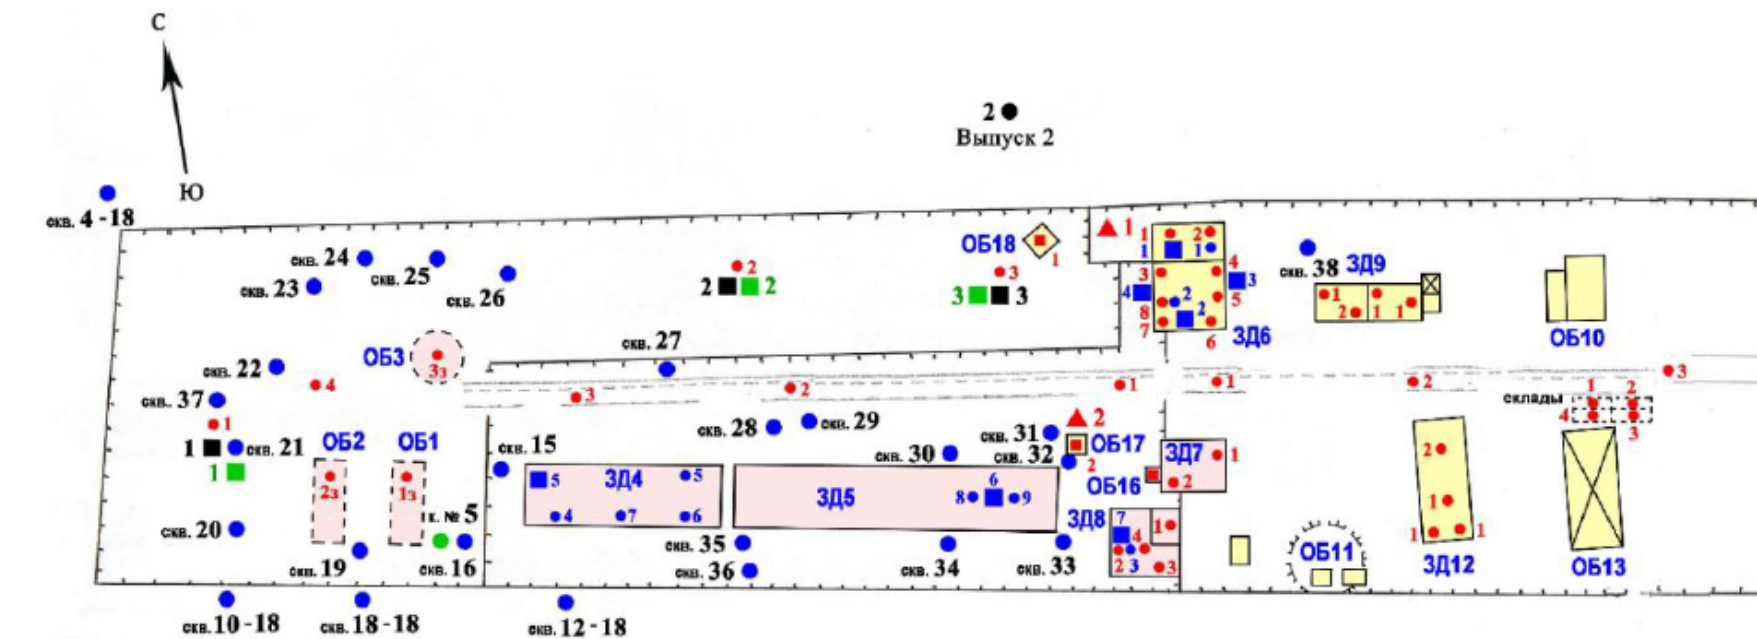 С
Ю
2
Выпуск 2
скв. 4 -18
скв. 24
скв. 25
скв. 23
скв. 26
ОБ18
1
1
1
2
1
1
3
4
скв. 38
ЗД9
2
2
2
3
3
3
4
3
5
2
2
8
7
6
ЗД6
1
2
1
1
ОБ10
скв. 27
ОБ3
3з
скв. 22
4
скв. 37
3
2
1
1
2
3
склады
1
2
4
3
1
1
скв. 21
1
ОБ2
ОБ1
2з
1з
скв. 15
скв. 28
скв. 29
скв. 30
скв. 31
скв. 32
2
ОБ17
2
ОБ16
ЗД7
1
2
5
ЗД4
5
4
7
6
ЗД5
6
8
9
2
1
1
1
ЗД12
ОБ13
скв. 20
к. № 5
скв. 19
скв. 16
скв. 35
скв. 36
скв. 34
скв. 33
ЗД8
7
4
1
2
3
3
ОБ11
скв. 10 -18
скв. 18 -18
скв. 12 -18